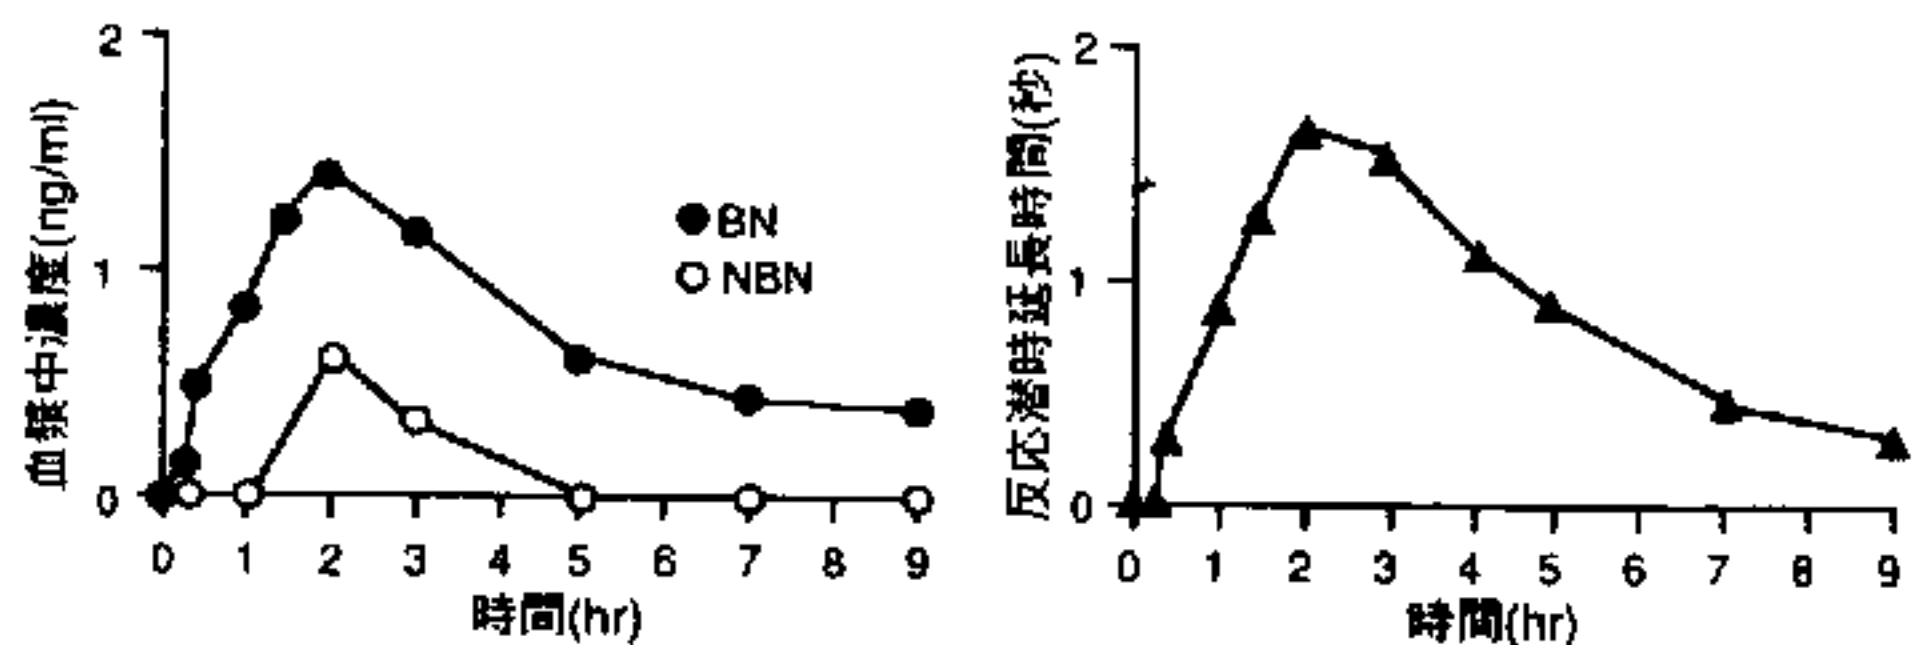 血漿中濃度(ng/ml)
2
1
0
●BN
○NBN
0 1 2 3 4 5 6 7 8 9
時間(hr)
反応潜時延長時間(秒)
2
1
0
0 1 2 3 4 5 6 7 8 9
時間(hr)